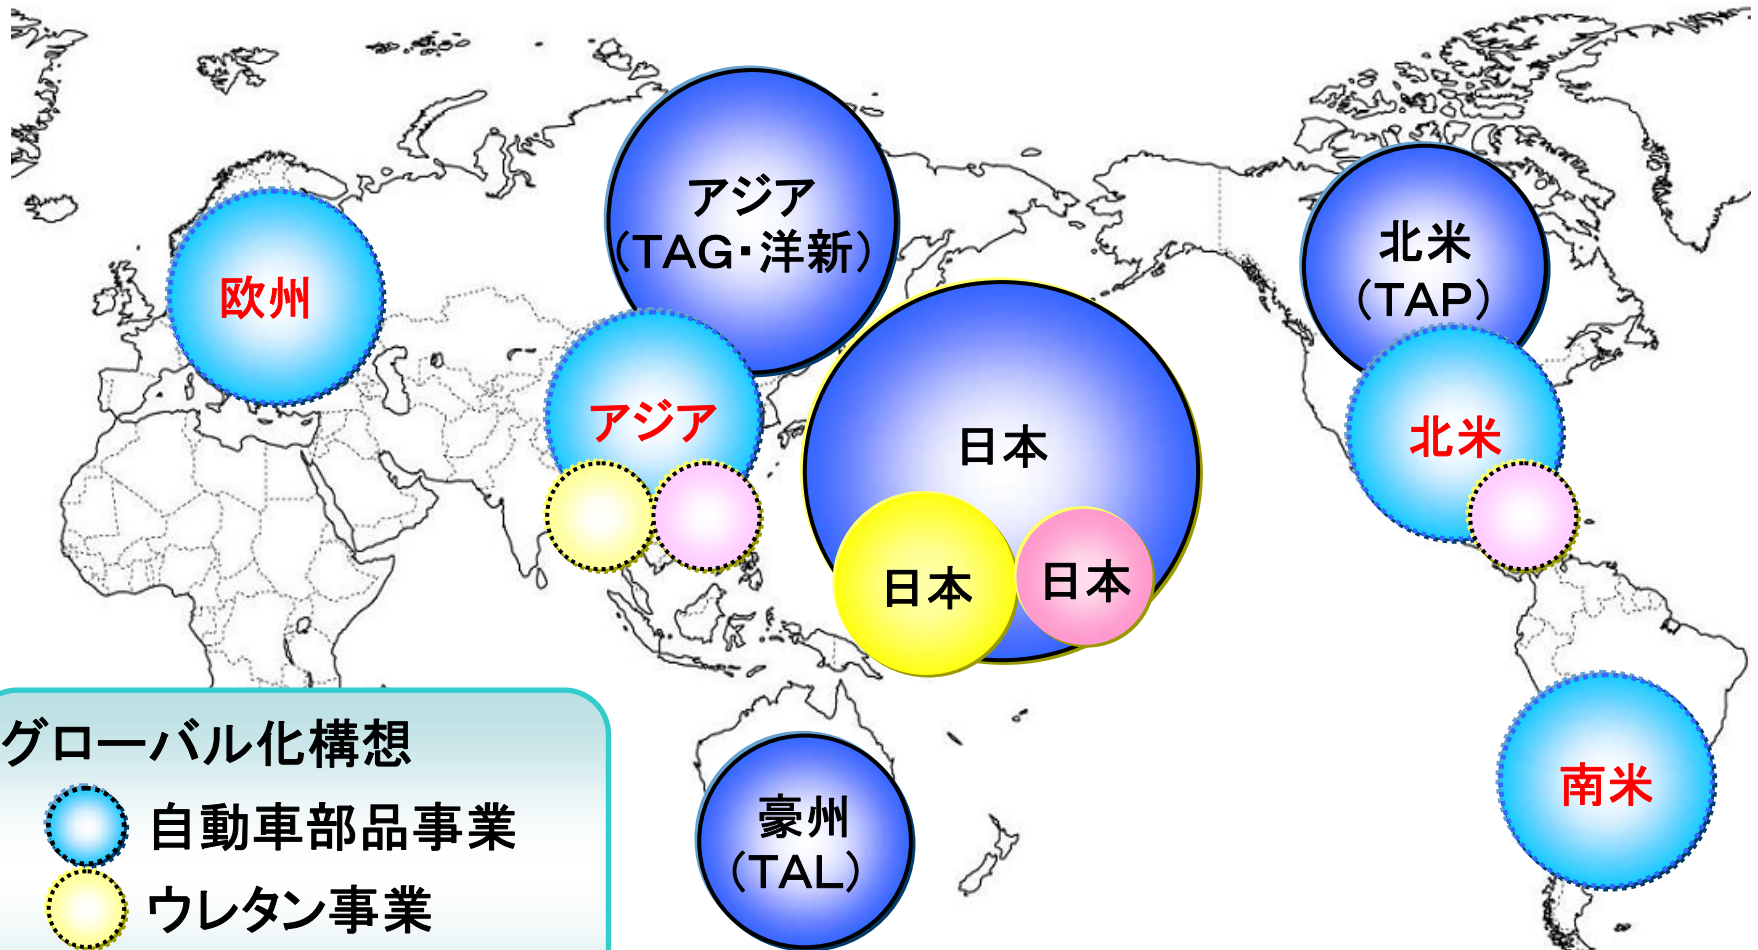 アジア
(TAG・洋新)
北米
(TAP)
欧州
アジア
日本
北米
日本
日本
豪州
(TAL)
南米
グローバル化構想
自動車部品事業
ウレタン事業